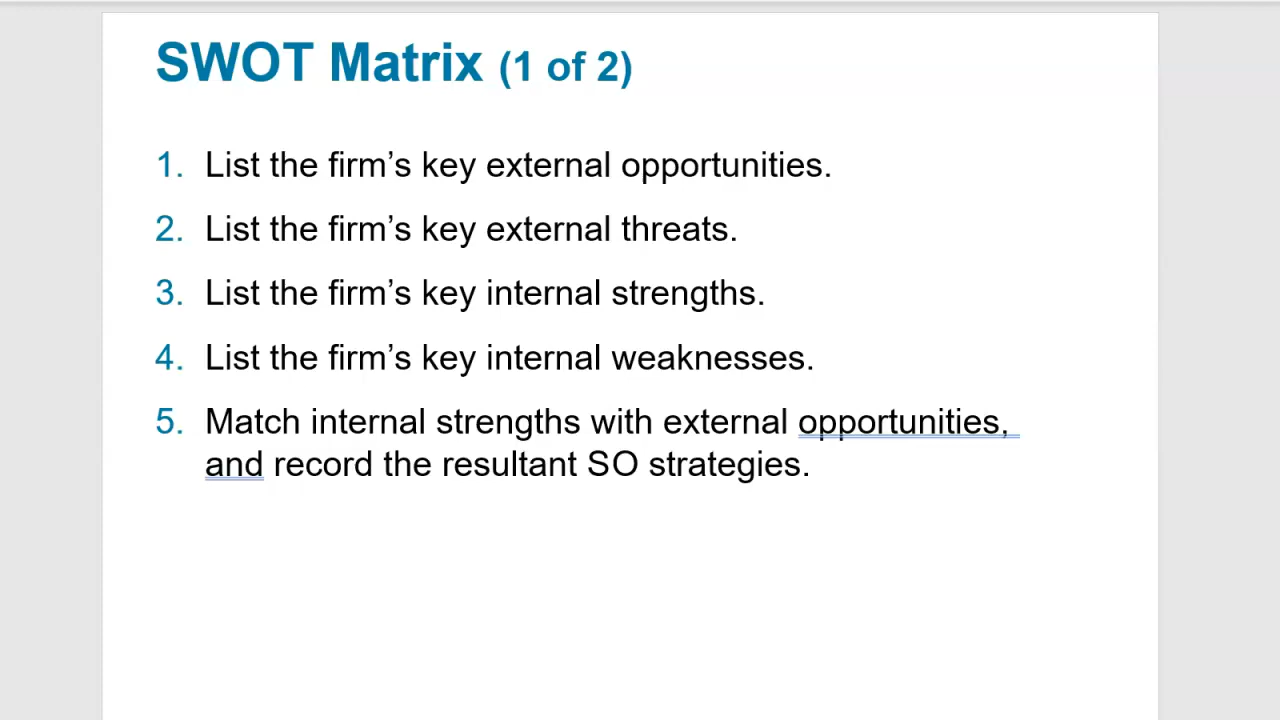 SWOT Matrix (1 of 2)
1. List the firm’s key external opportunities.
2. List the firm’s key external threats.
3. List the firm’s key internal strengths.
4. List the firm’s key internal weaknesses.
5. Match internal strengths with external opportunities,
and record the resultant SO strategies.